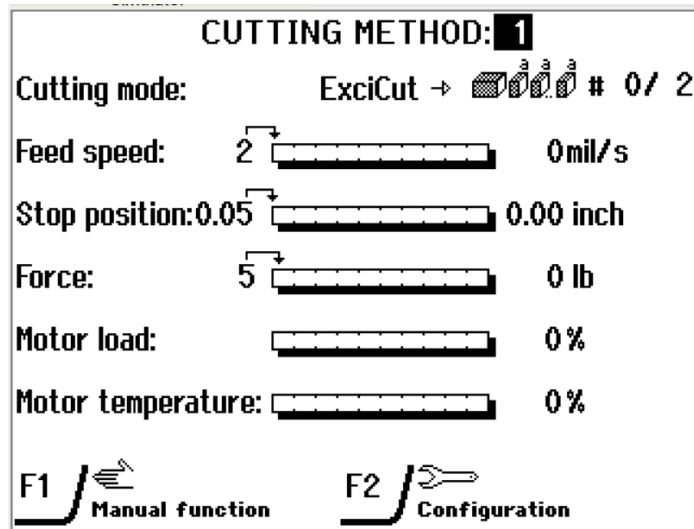 CUTTING METHOD: 1
a a a
Cutting mode: ExciCut → # 0/ 2
Feed speed: 2 0mil/s
Stop position:0.05 0.00 inch
Force: 5 0 lb
Motor load: 0%
Motor temperature: 0%
F1 Manual function F2 Configuration